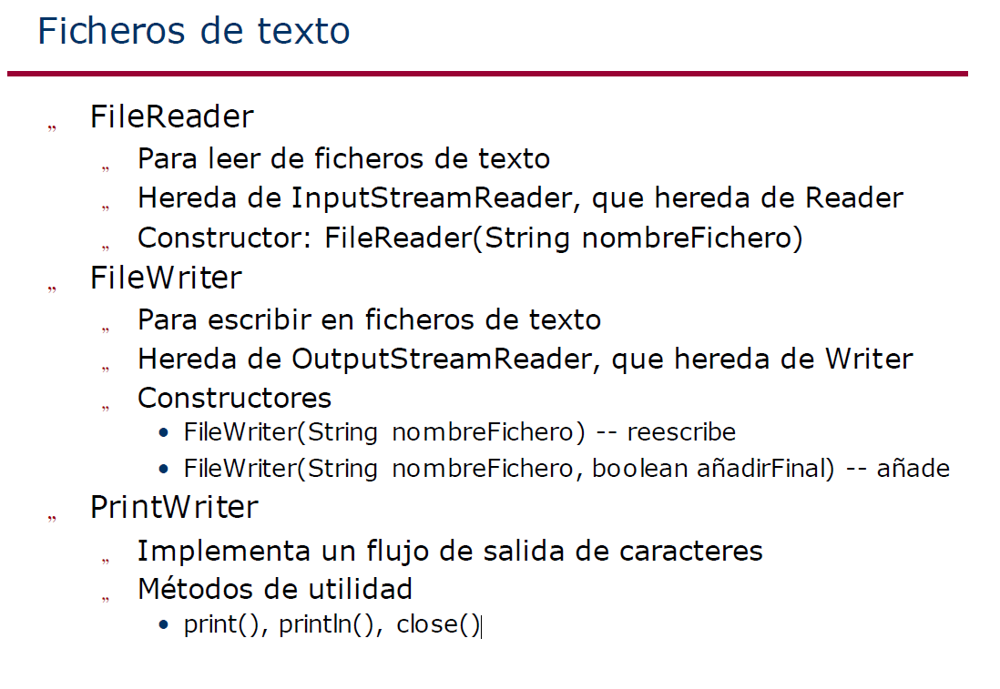 Ficheros de texto
„ FileReader
„ Para leer de ficheros de texto
„ Hereda de InputStreamReader, que hereda de Reader
„ Constructor: FileReader(String nombreFichero)
„ FileWriter
„ Para escribir en ficheros de texto
„ Hereda de OutputStreamReader, que hereda de Writer
„ Constructores
• FileWriter(String nombreFichero) -- reescribe
• FileWriter(String nombreFichero, boolean añadirFinal) -- añade
„ PrintWriter
„ Implementa un flujo de salida de caracteres
„ Métodos de utilidad
• print(), println(), close()